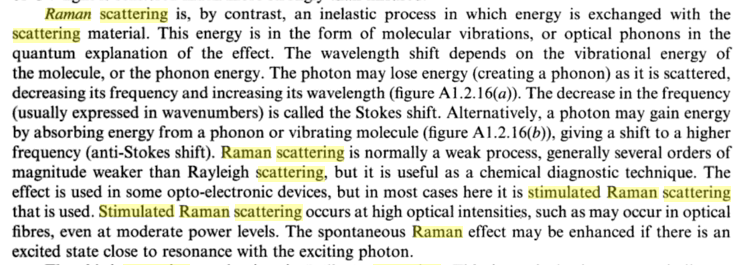 Raman scattering is, by contrast, an inelastic process in which energy is exchanged with the
scattering material. This energy is in the form of molecular vibrations, or optical phonons in the
quantum explanation of the effect. The wavelength shift depends on the vibrational energy of
the molecule, or the phonon energy. The photon may lose energy (creating a phonon) as it is scattered,
decreasing its frequency and increasing its wavelength (figure A1.2.16(a)). The decrease in the frequency
(usually expressed in wavenumbers) is called the Stokes shift. Alternatively, a photon may gain energy
by absorbing energy from a phonon or vibrating molecule (figure A1.2.16(b)), giving a shift to a higher
frequency (anti-Stokes shift). Raman scattering is normally a weak process, generally several orders of
magnitude weaker than Rayleigh scattering, but it is useful as a chemical diagnostic technique. The
effect is used in some opto-electronic devices, but in most cases here it is stimulated Raman scattering
that is used. Stimulated Raman scattering occurs at high optical intensities, such as may occur in optical
fibres, even at moderate power levels. The spontaneous Raman effect may be enhanced if there is an
excited state close to resonance with the exciting photon.